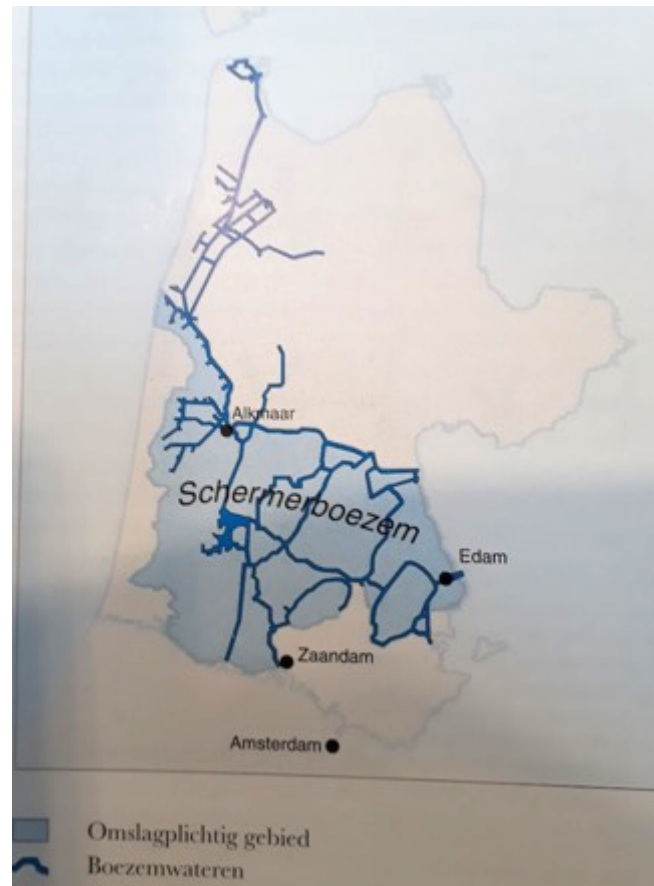 Alkmaar
Schermerboezem
Edam
Zaandam
Amsterdam
Omslagplichtig gebied
Boezemwateren